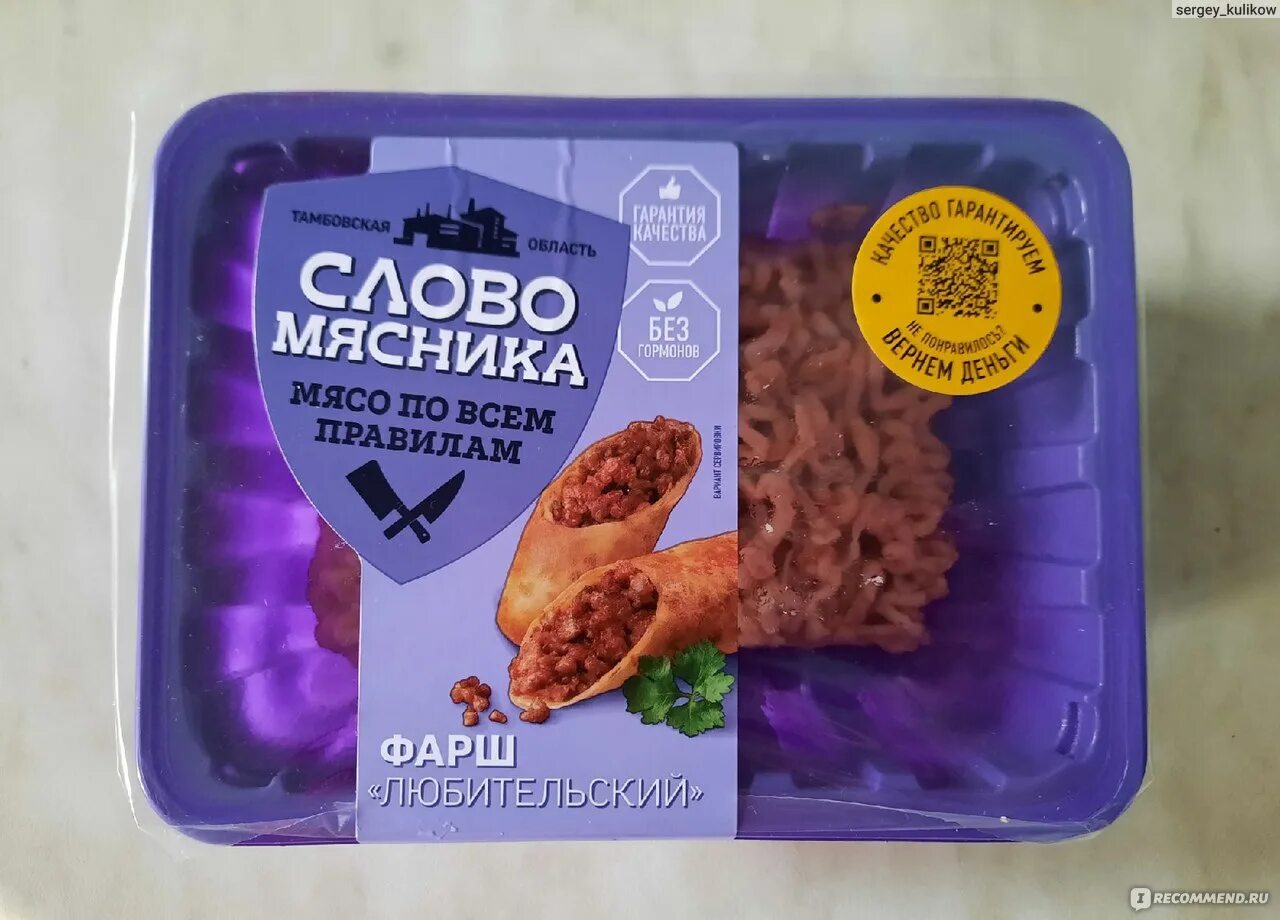 sergey_kulikow
ТАМБОВСКАЯ
ОБЛАСТЬ
СЛОВО
МЯСНИКА
МЯСО ПО ВСЕМ
ПРАВИЛАМ
ГАРАНТИЯ
КАЧЕСТВА
БЕЗ
ГОРМОНОВ
КАЧЕСТВО ГАРАНТИРУЕМ
НЕ ПОНРАВИЛОСЬ?
ВЕРНЕМ ДЕНЬГИ
ВАРИАНТ СЕРВИРОВКИ
ФАРШ
«ЛЮБИТЕЛЬСКИЙ»
IRECOMMEND.RU